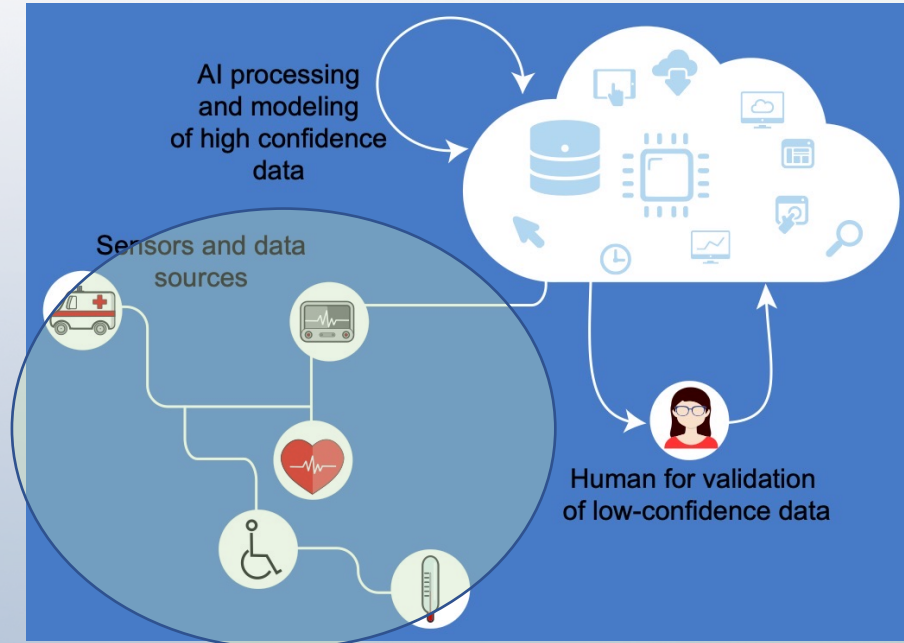 AI processing
and modeling
of high confidence
data
Sensors and data
sources
Human for validation
of low-confidence data